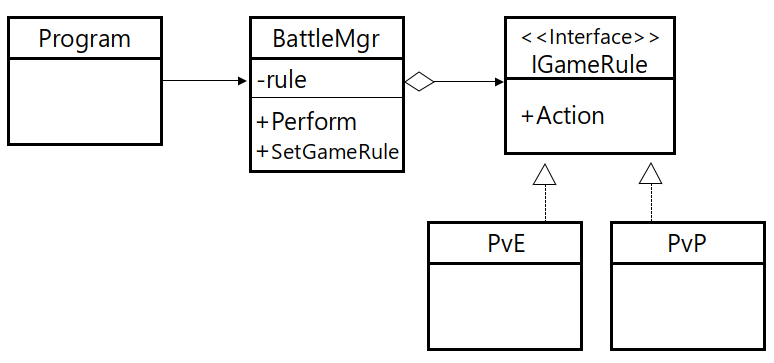 Program
BattleMgr
-rule
+Perform
+SetGameRule
<<Interface>>
IGameRule
+Action
PvE
PvP